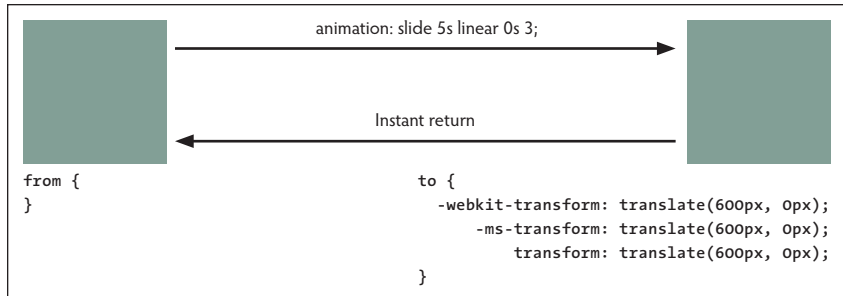 animation: slide 5s linear 0s 3;
Instant return
from {
}
to {
-webkit-transform: translate(600px, 0px);
-ms-transform: translate(600px, 0px);
transform: translate(600px, 0px);
}